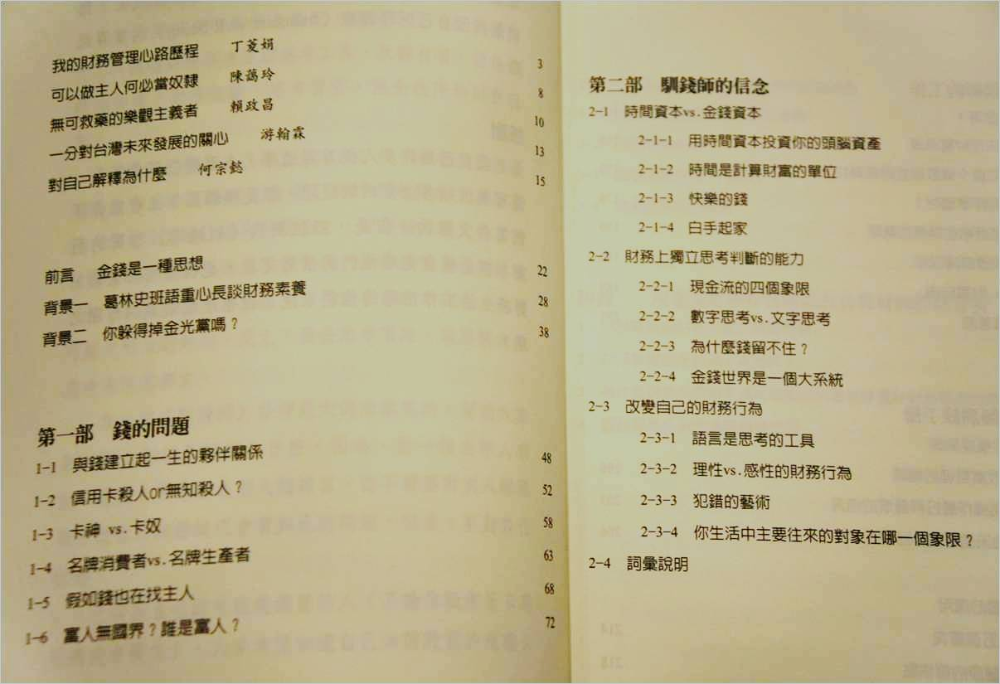 我的財務管理心路歷程 丁菱娟 3
可以做主人何必當奴隸 陳藹玲 8
無可救藥的樂觀主義者 賴政昌 10
一分對台灣未來發展的關心 游翰霖 13
對自己解釋為什麼 何宗懿 15
前言 金錢是一種思想 22
背景一 葛林史班語重心長談財務素養 28
背景二 你躲得掉金光黨嗎？ 38
第一部 錢的問題
1-1 與錢建立起一生的夥伴關係 48
1-2 信用卡殺人or無知殺人？ 52
1-3 卡神 vs.卡奴 58
1-4 名牌消費者vs.名牌生產者 63
1-5 假如錢也在找主人 68
1-6 富人無國界？誰是富人？ 72
第二部 馴錢師的信念
2-1 時間資本vs.金錢資本
2-1-1 用時間資本投資你的頭腦資產
2-1-2 時間是計算財富的單位
2-1-3 快樂的錢
2-1-4 白手起家
2-2 財務上獨立思考判斷的能力
2-2-1 現金流的四個象限
2-2-2 數字思考vs.文字思考
2-2-3 為什麼錢留不住？
2-2-4 金錢世界是一個大系統
2-3 改變自己的財務行為
2-3-1 語言是思考的工具
2-3-2 理性vs.感性的財務行為
2-3-3 犯錯的藝術
2-3-4 你生活中主要往來的對象在哪一個象限？
2-4 詞彙說明